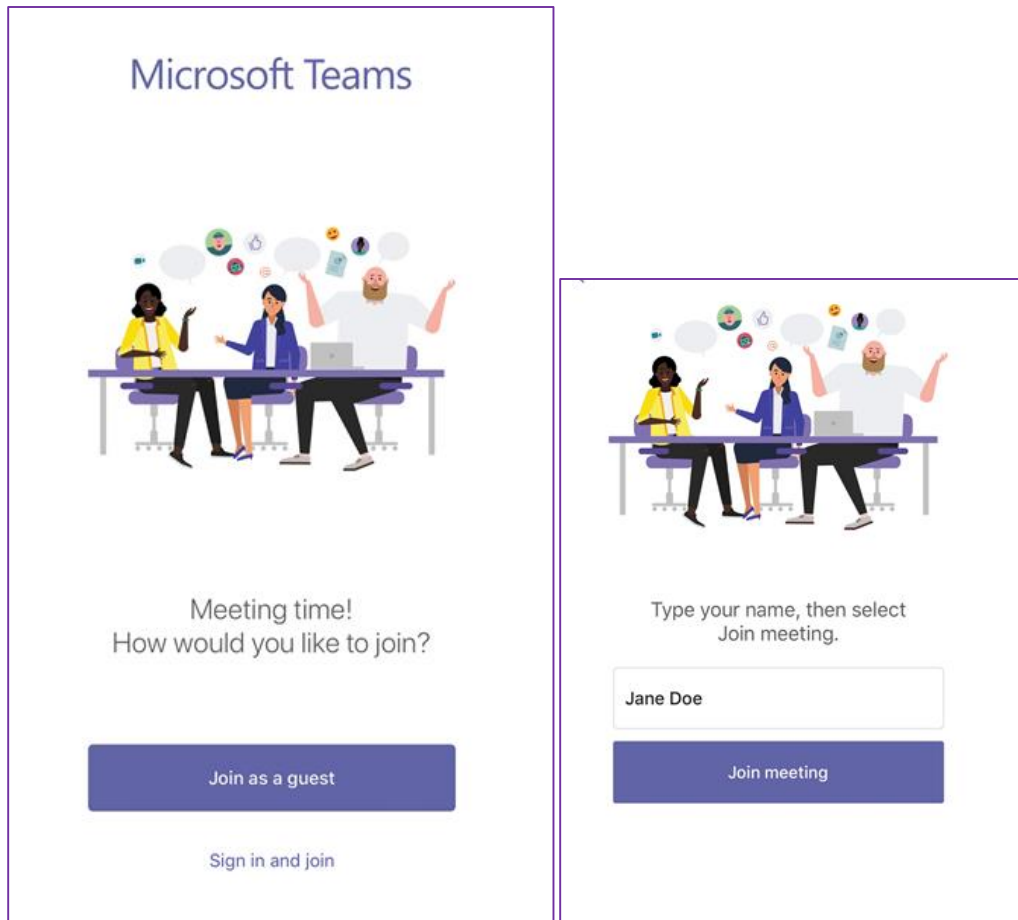 Microsoft Teams
Meeting time!
How would you like to join?
Join as a guest
Sign in and join
Type your name, then select
Join meeting.
Jane Doe
Join meeting